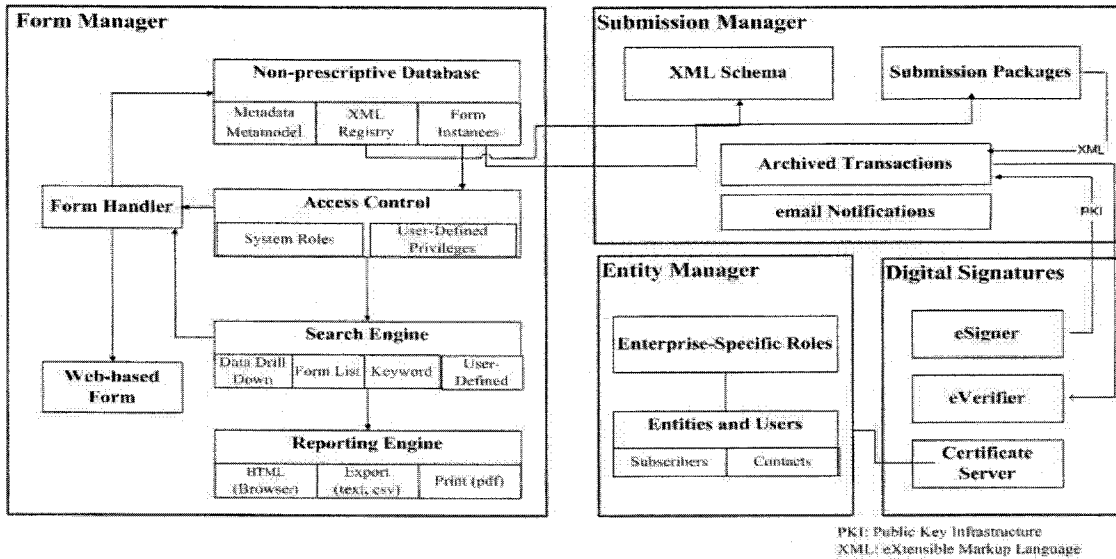 Form Manager
Non-prescriptive Database
Metadata
Metamodel
XML
Registry
Form
Instances
Form Handler
Access Control
System Roles
User-Defined
Privileges
Search Engine
Data Drill
Down
Form List
Keyword
User-
Defined
Web-based
Form
Reporting Engine
HTML
(Browser)
Export
(text, csv)
Print (pdf)
Submission Manager
XML Schema
Submission Packages
XML
Archived Transactions
email Notifications
PKI
Entity Manager
Enterprise-Specific Roles
Entities and Users
Subscribers
Contacts
Digital Signatures
eSigner
eVerifier
Certificate
Server
PKI: Public Key Infrastructure
XML: eXtensible Markup Language